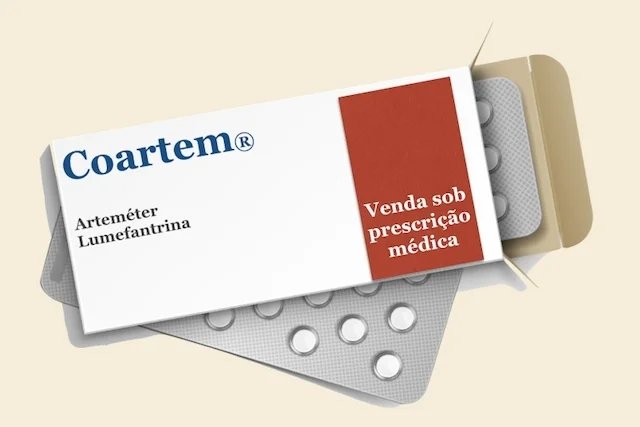 Coartem®
Arteméter
Lumefantrina
Venda sob
prescrição
médica